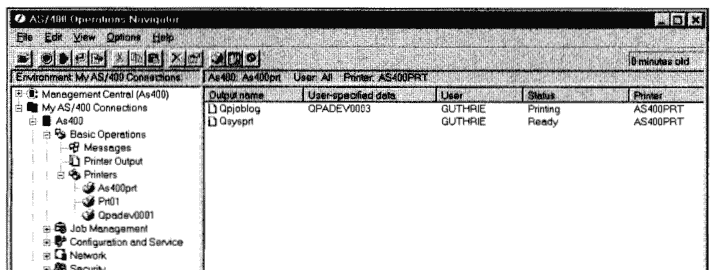 AS/400 Operations Navigator
File Edit View Options Help
0 minutes old
Environment: My AS/400 Connections
As400: As400prt User: All Printer: AS400PRT
Management Central (As400)
My AS/400 Connections
As400
Basic Operations
Messages
Printer Output
Printers
As400prt
Prt01
Qpadev0001
Job Management
Configuration and Service
Network
Security
Output name User-specified data User Status Printer
Qpjoblog QPADEV0003 GUTHRIE Printing AS400PRT
Qsysprt GUTHRIE Ready AS400PRT